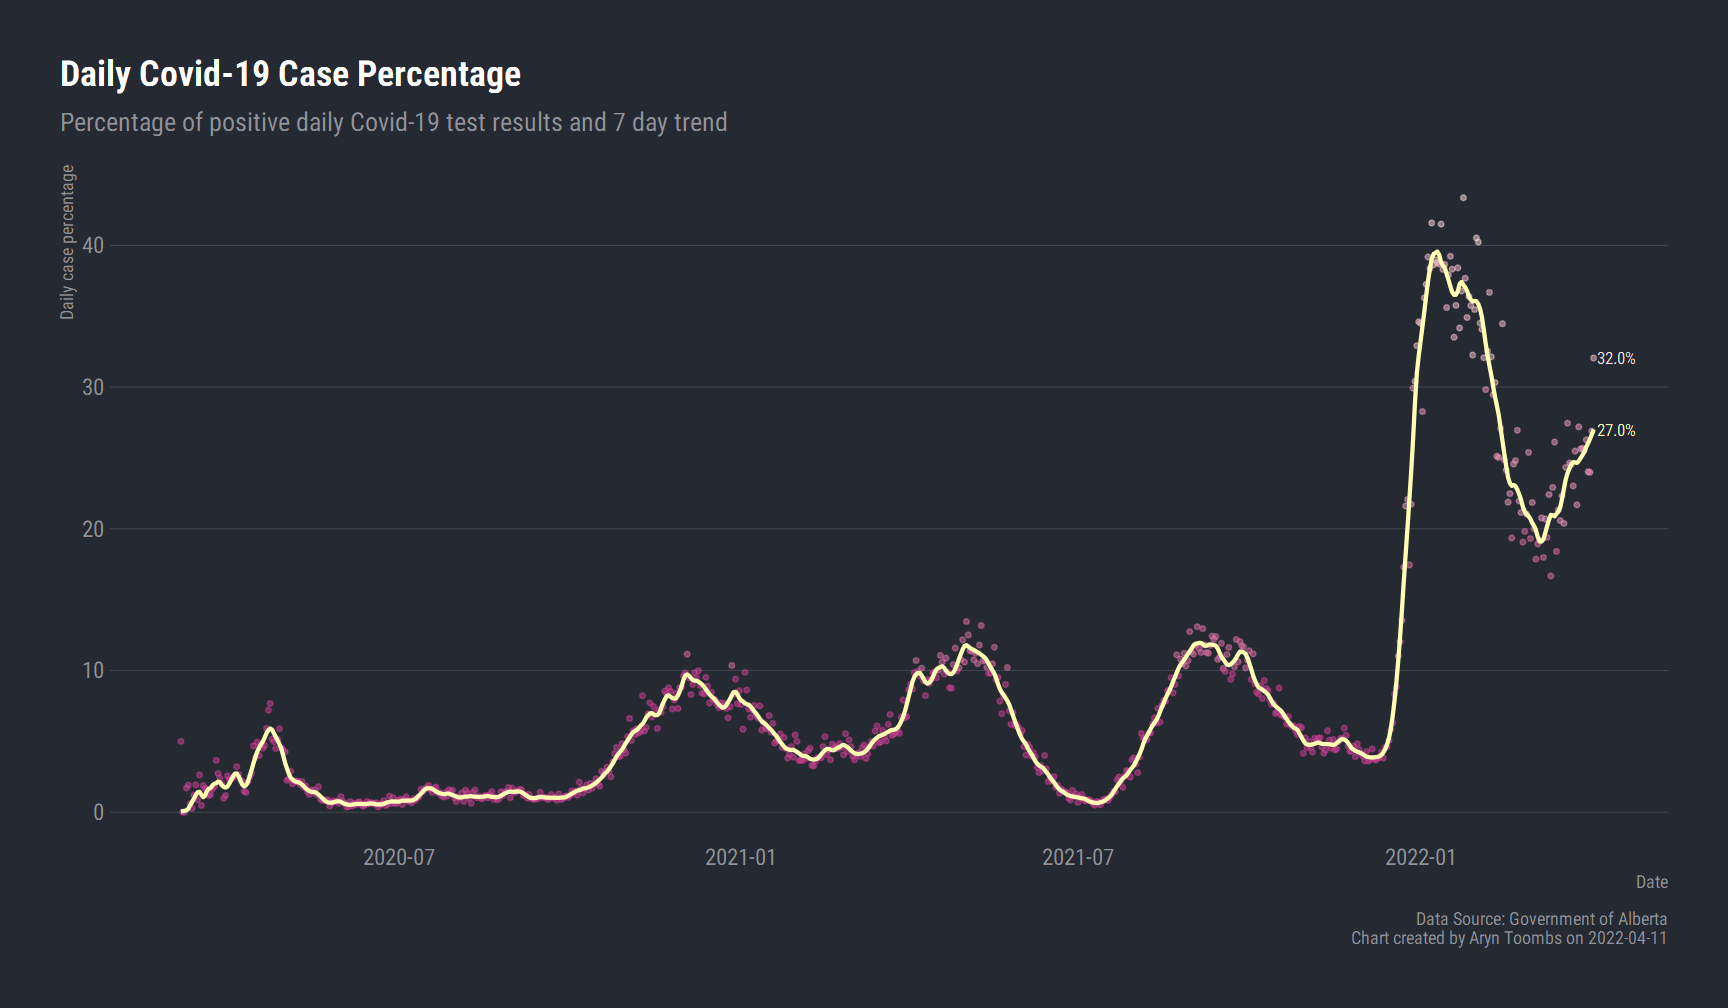 Daily Covid-19 Case Percentage
Percentage of positive daily Covid-19 test results and 7 day trend
Daily case percentage
40
30
20
10
0
32.0%
27.0%
2020-07
2021-01
2021-07
2022-01
Date
Data Source: Government of Alberta
Chart created by Aryn Toombs on 2022-04-11